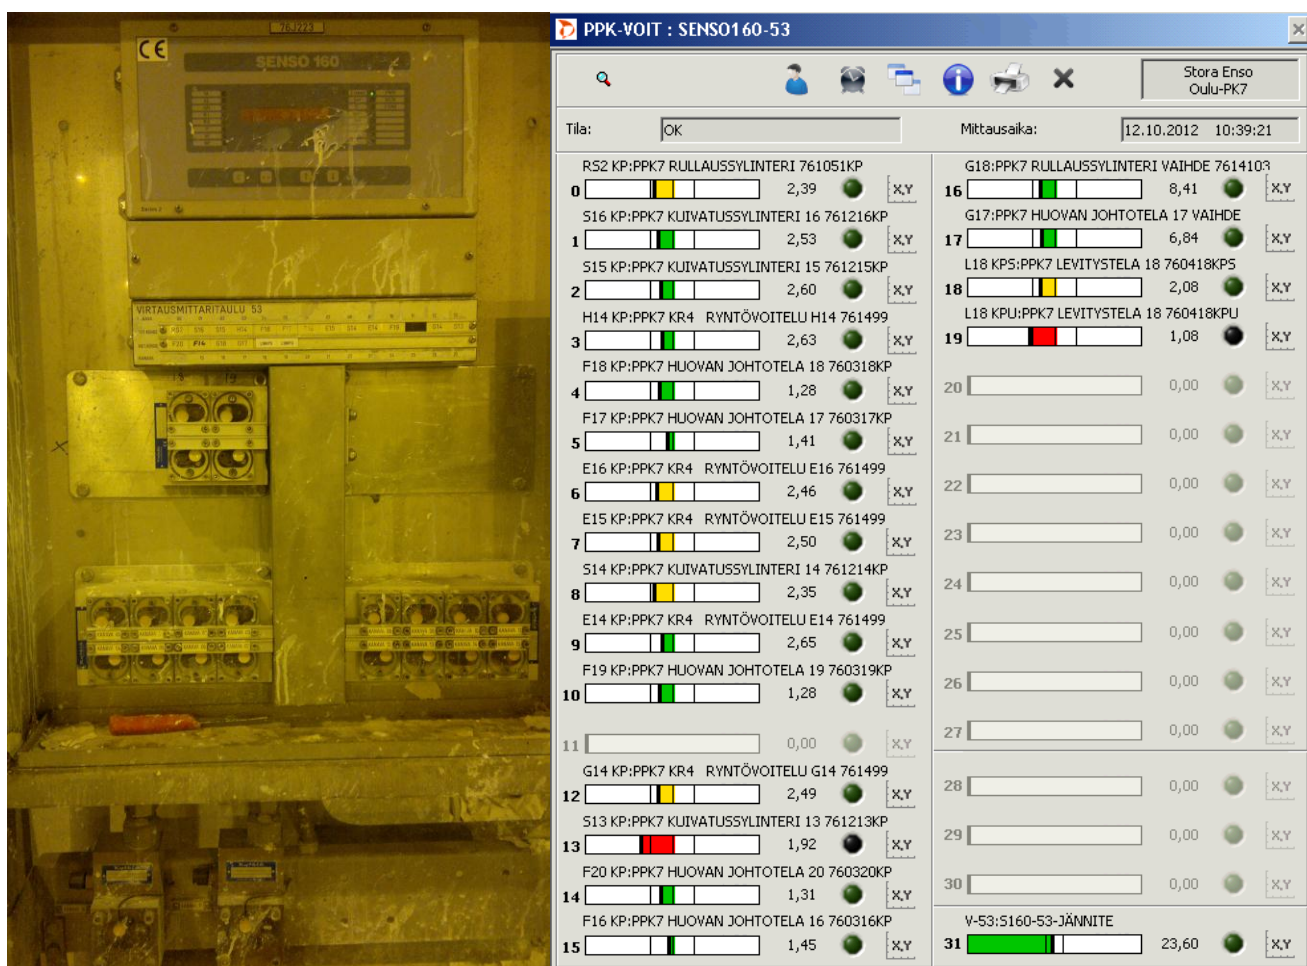 76J223
CE
SENSO 160
VIRTAUSMITTARITAULU 53
PPK-VOIT : SENSO160-53
Stora Enso
Oulu-PK7
Tila:
OK
Mittausaika:
12.10.2012 10:39:21
RS2 KP:PPK7 RULLAUSSYLINTERI 761051KP
0 2,39 X,Y
S16 KP:PPK7 KUIVATUSSYLINTERI 16 761216KP
1 2,53 X,Y
S15 KP:PPK7 KUIVATUSSYLINTERI 15 761215KP
2 2,60 X,Y
H14 KP:PPK7 KR4 RYNTÖVOITELU H14 761499
3 2,63 X,Y
F18 KP:PPK7 HUOVAN JOHTOTELA 18 760318KP
4 1,28 X,Y
F17 KP:PPK7 HUOVAN JOHTOTELA 17 760317KP
5 1,41 X,Y
E16 KP:PPK7 KR4 RYNTÖVOITELU E16 761499
6 2,46 X,Y
E15 KP:PPK7 KR4 RYNTÖVOITELU E15 761499
7 2,50 X,Y
S14 KP:PPK7 KUIVATUSSYLINTERI 14 761214KP
8 2,35 X,Y
E14 KP:PPK7 KR4 RYNTÖVOITELU E14 761499
9 2,65 X,Y
F19 KP:PPK7 HUOVAN JOHTOTELA 19 760319KP
10 1,28 X,Y
11 0,00 X,Y
G14 KP:PPK7 KR4 RYNTÖVOITELU G14 761499
12 2,49 X,Y
S13 KP:PPK7 KUIVATUSSYLINTERI 13 761213KP
13 1,92 X,Y
F20 KP:PPK7 HUOVAN JOHTOTELA 20 760320KP
14 1,31 X,Y
F16 KP:PPK7 HUOVAN JOHTOTELA 16 760316KP
15 1,45 X,Y
G18:PPK7 RULLAUSSYLINTERI VAIHDE 7614103
16 8,41 X,Y
G17:PPK7 HUOVAN JOHTOTELA 17 VAIHDE
17 6,84 X,Y
L18 KPS:PPK7 LEVITYSTELA 18 760418KPS
18 2,08 X,Y
L18 KPU:PPK7 LEVITYSTELA 18 760418KPU
19 1,08 X,Y
20 0,00 X,Y
21 0,00 X,Y
22 0,00 X,Y
23 0,00 X,Y
24 0,00 X,Y
25 0,00 X,Y
26 0,00 X,Y
27 0,00 X,Y
28 0,00 X,Y
29 0,00 X,Y
30 0,00 X,Y
V-53:S160-53-JÄNNITE
31 23,60 X,Y